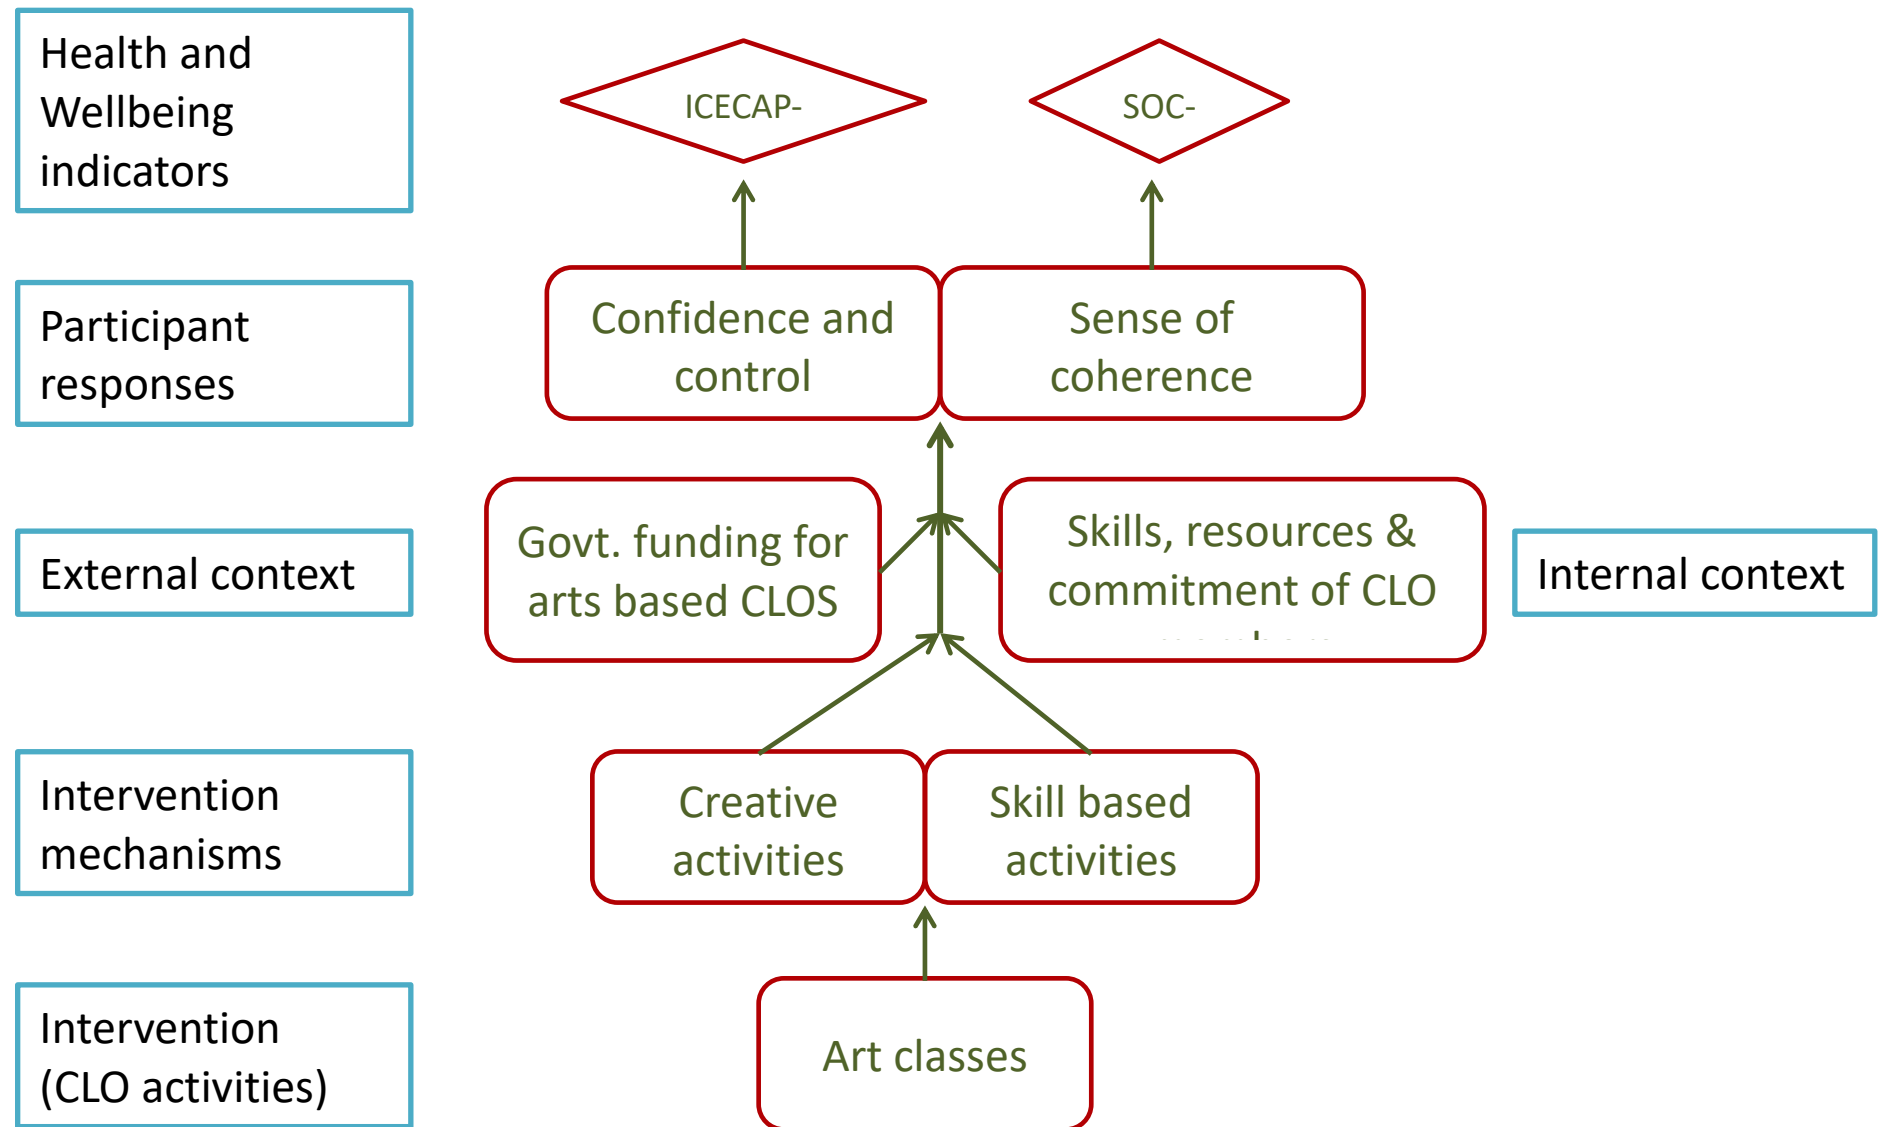 Health and
Wellbeing
indicators
ICECAP-
SOC-
Participant
responses
Confidence and
control
Sense of
coherence
External context
Govt. funding for
arts based CLOS
Skills, resources &
commitment of CLO
Internal context
Intervention
mechanisms
Creative
activities
Skill based
activities
Intervention
(CLO activities)
Art classes